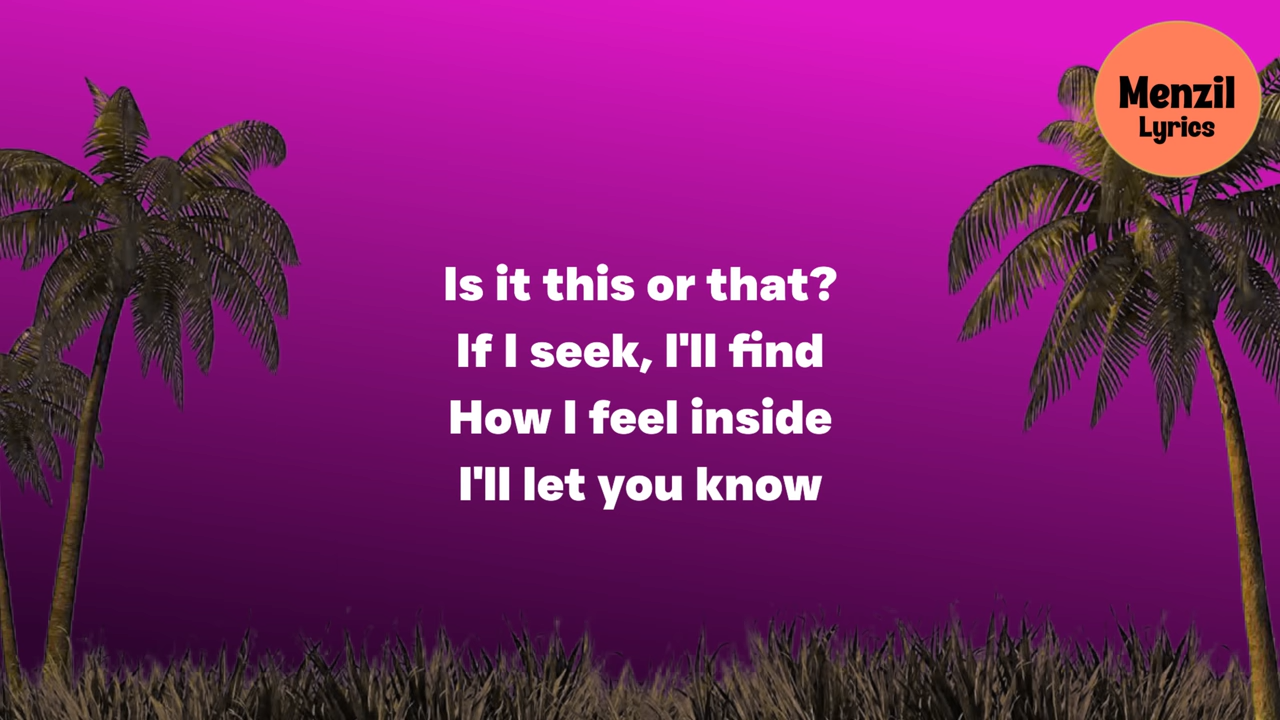 Menzil
Lyrics
Is it this or that?
If I seek, I'll find
How I feel inside
I'll let you know